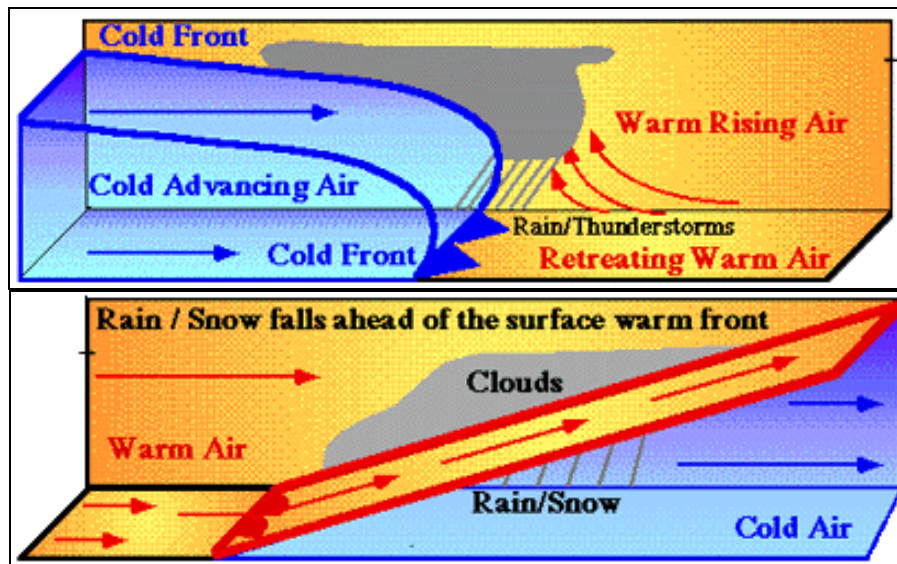 Cold Front
Warm Rising Air
Cold Advancing Air
Rain/Thunderstorms
Cold Front
Retreating Warm Air
Rain / Snow falls ahead of the surface warm front
Clouds
Warm Air
Rain/Snow
Cold Air